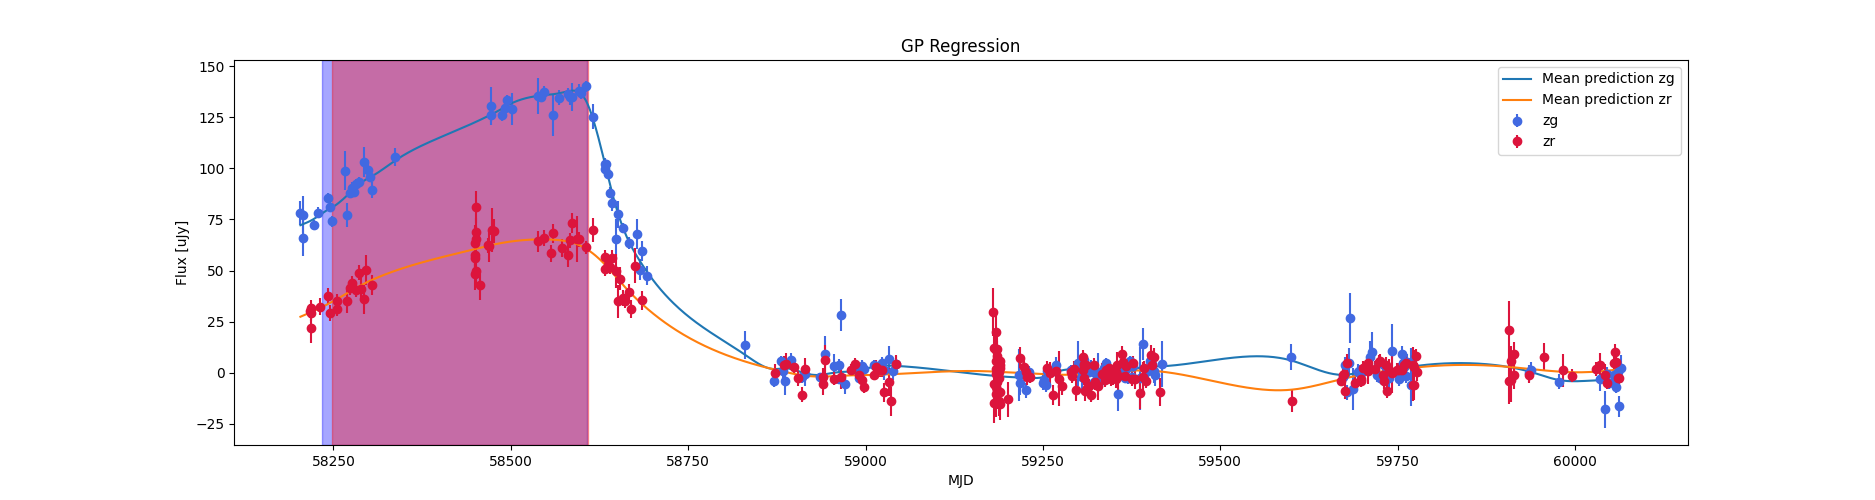 GP Regression
150
125
100
75
50
25
0
−25
Flux [uJy]
58250 58500 58750 59000 59250 59500 59750 60000
MJD
Mean prediction zg
Mean prediction zr
zg
zr